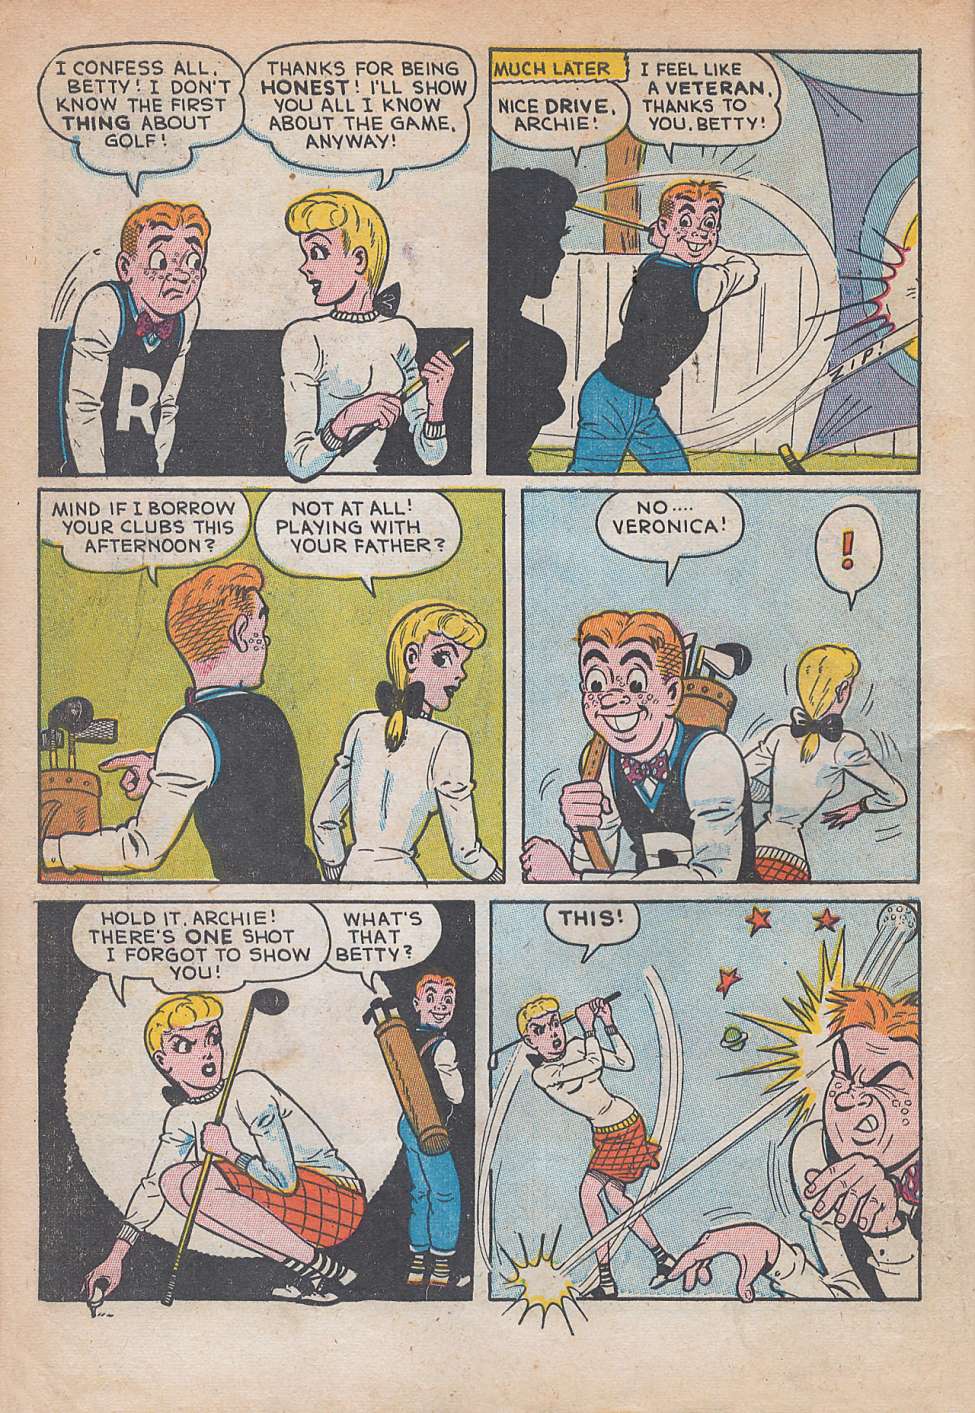 I CONFESS ALL,
BETTY! I DON'T
KNOW THE FIRST
THING ABOUT
GOLF!
THANKS FOR BEING
HONEST! I'LL SHOW
YOU ALL I KNOW
ABOUT THE GAME,
ANYWAY!
R
MUCH LATER
NICE DRIVE,
ARCHIE!
I FEEL LIKE
A VETERAN,
THANKS TO
YOU, BETTY!
ZIP!
MIND IF I BORROW
YOUR CLUBS THIS
AFTERNOON?
NOT AT ALL!
PLAYING WITH
YOUR FATHER?
NO....
VERONICA!
!
HOLD IT, ARCHIE!
THERE'S ONE SHOT
I FORGOT TO SHOW
YOU!
WHAT'S
THAT
BETTY?
THIS!